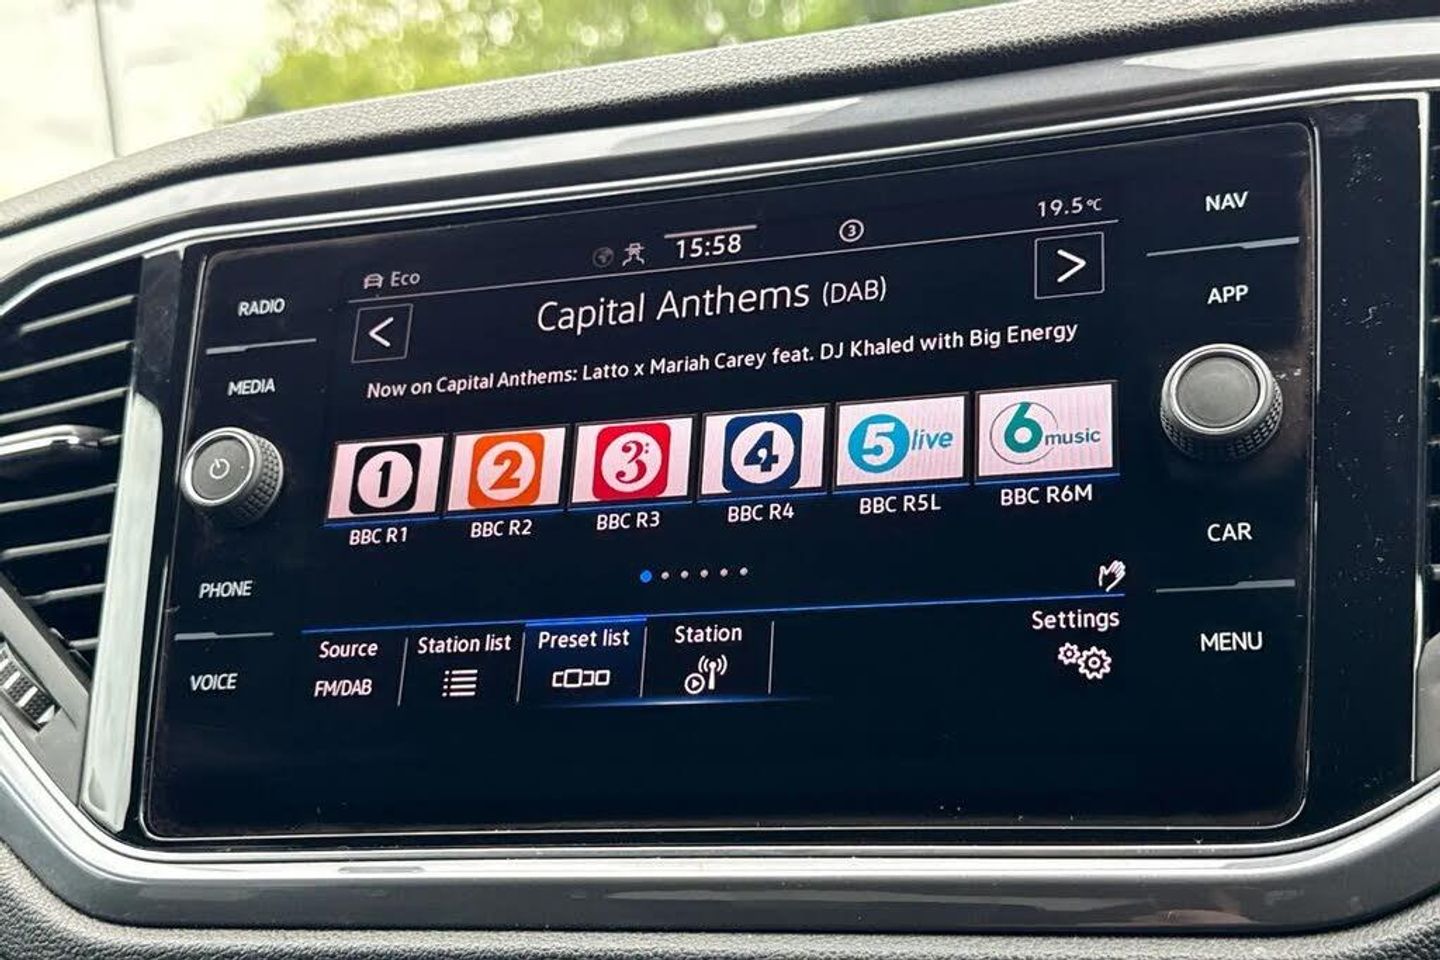 19.5°C
15:58
3
Eco
Capital Anthems (DAB)
Now on Capital Anthems: Latto x Mariah Carey feat. DJ Khaled with Big Energy
1
2
3:
4
5 live
6 music
BBC R1
BBC R2
BBC R3
BBC R4
BBC R5L
BBC R6M
Source
FM/DAB
Station list
Preset list
Station
Settings
RADIO
MEDIA
PHONE
VOICE
NAV
APP
CAR
MENU